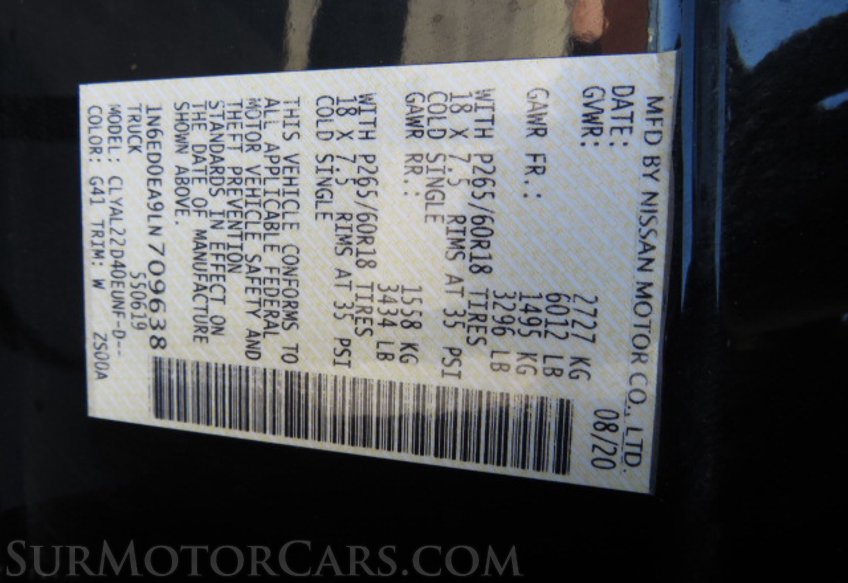 MFD BY NISSAN MOTOR CO., LTD.
DATE: 08/20
GVWR: 2727 KG
6012 LB
GAWR FR.: 1495 KG
3296 LB
WITH P265/60R18 TIRES
18 X 7.5 RIMS AT 35 PSI
COLD SINGLE
GAWR RR.: 1558 KG
3434 LB
WITH P265/60R18 TIRES
18 X 7.5 RIMS AT 35 PSI
COLD SINGLE
THIS VEHICLE CONFORMS TO
ALL APPLICABLE FEDERAL
MOTOR VEHICLE SAFETY AND
THEFT PREVENTION
STANDARDS IN EFFECT ON
THE DATE OF MANUFACTURE
SHOWN ABOVE.
1N6ED0EA9LN709638
TRUCK 550619
MODEL: CLYAL22D40EUNF-D--
COLOR: G41 TRIM: W ZS00A
SURMOTORCARS.COM